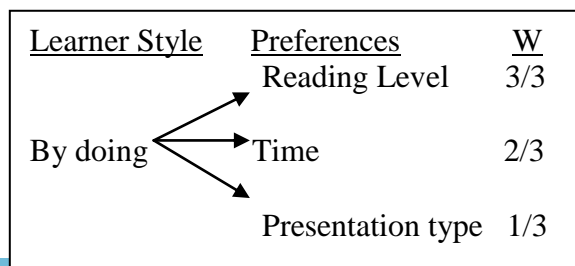 Learner Style Preferences W
Reading Level 3/3
By doing Time 2/3
Presentation type 1/3